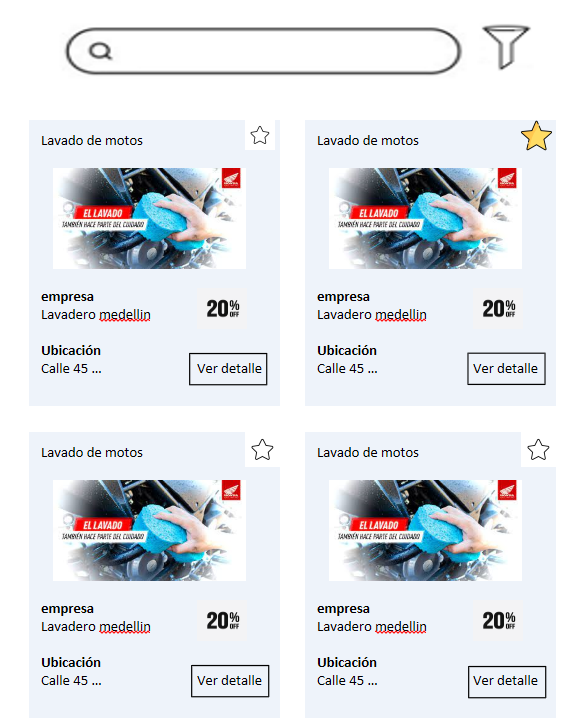 Lavado de motos
EL LAVADO
TAMBIÉN HACE PARTE DEL CUIDADO
HONDA
empresa
Lavadero medellin
20% OFF
Ubicación
Calle 45 ...
Ver detalle
Lavado de motos
EL LAVADO
TAMBIÉN HACE PARTE DEL CUIDADO
HONDA
empresa
Lavadero medellin
20% OFF
Ubicación
Calle 45 ...
Ver detalle
Lavado de motos
EL LAVADO
TAMBIÉN HACE PARTE DEL CUIDADO
HONDA
empresa
Lavadero medellin
20% OFF
Ubicación
Calle 45 ...
Ver detalle
Lavado de motos
EL LAVADO
TAMBIÉN HACE PARTE DEL CUIDADO
HONDA
empresa
Lavadero medellin
20% OFF
Ubicación
Calle 45 ...
Ver detalle